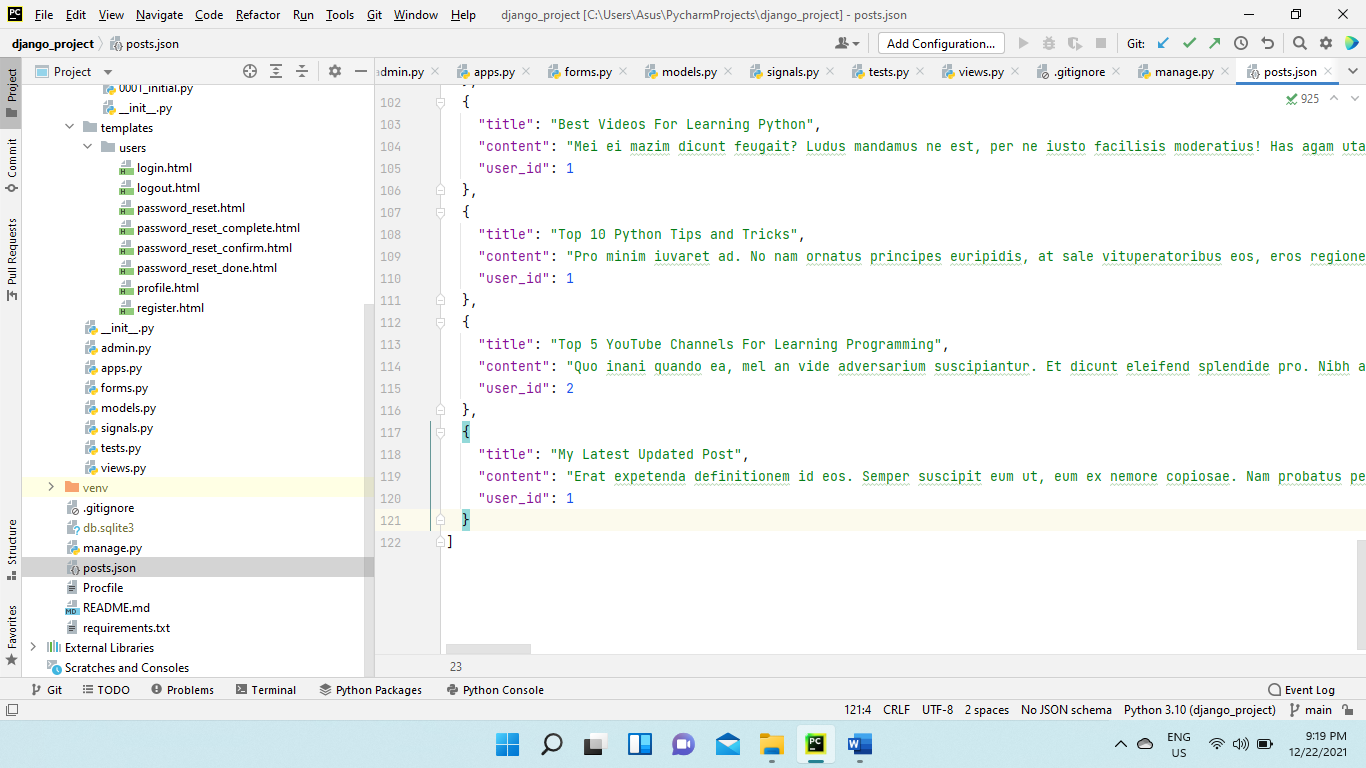 PC File Edit View Navigate Code Refactor Run Tools Git Window Help django_project [C:\Users\Asus\PycharmProjects\django_project] - posts.json
django_project posts.json Add Configuration... Git:
Project dmin.py apps.py forms.py models.py signals.py tests.py views.py .gitignore manage.py posts.json
Project
Commit
Pull Requests
Structure
Favorites
0001_initial.py
__init__.py
templates
users
login.html
logout.html
password_reset.html
password_reset_complete.html
password_reset_confirm.html
password_reset_done.html
profile.html
register.html
__init__.py
admin.py
apps.py
forms.py
models.py
signals.py
tests.py
views.py
venv
.gitignore
db.sqlite3
manage.py
posts.json
Procfile
README.md
requirements.txt
External Libraries
Scratches and Consoles
925
102 {
103 "title": "Best Videos For Learning Python",
104 "content": "Mei ei mazim dicunt feugait? Ludus mandamus ne est, per ne iusto facilisis moderatius! Has agam uta
105 "user_id": 1
106 },
107 {
108 "title": "Top 10 Python Tips and Tricks",
109 "content": "Pro minim iuvaret ad. No nam ornatus principes euripidis, at sale vituperatoribus eos, eros regione
110 "user_id": 1
111 },
112 {
113 "title": "Top 5 YouTube Channels For Learning Programming",
114 "content": "Quo inani quando ea, mel an vide adversarium suscipiantur. Et dicunt eleifend splendide pro. Nibh a
115 "user_id": 2
116 },
117 {
118 "title": "My Latest Updated Post",
119 "content": "Erat expetenda definitionem id eos. Semper suscipit eum ut, eum ex nemore copiosae. Nam probatus pe
120 "user_id": 1
121 }
122 ]
23
Git TODO Problems Terminal Python Packages Python Console Event Log
121:4 CRLF UTF-8 2 spaces No JSON schema Python 3.10 (django_project) main
PC W ENG 9:19 PM
US 12/22/2021